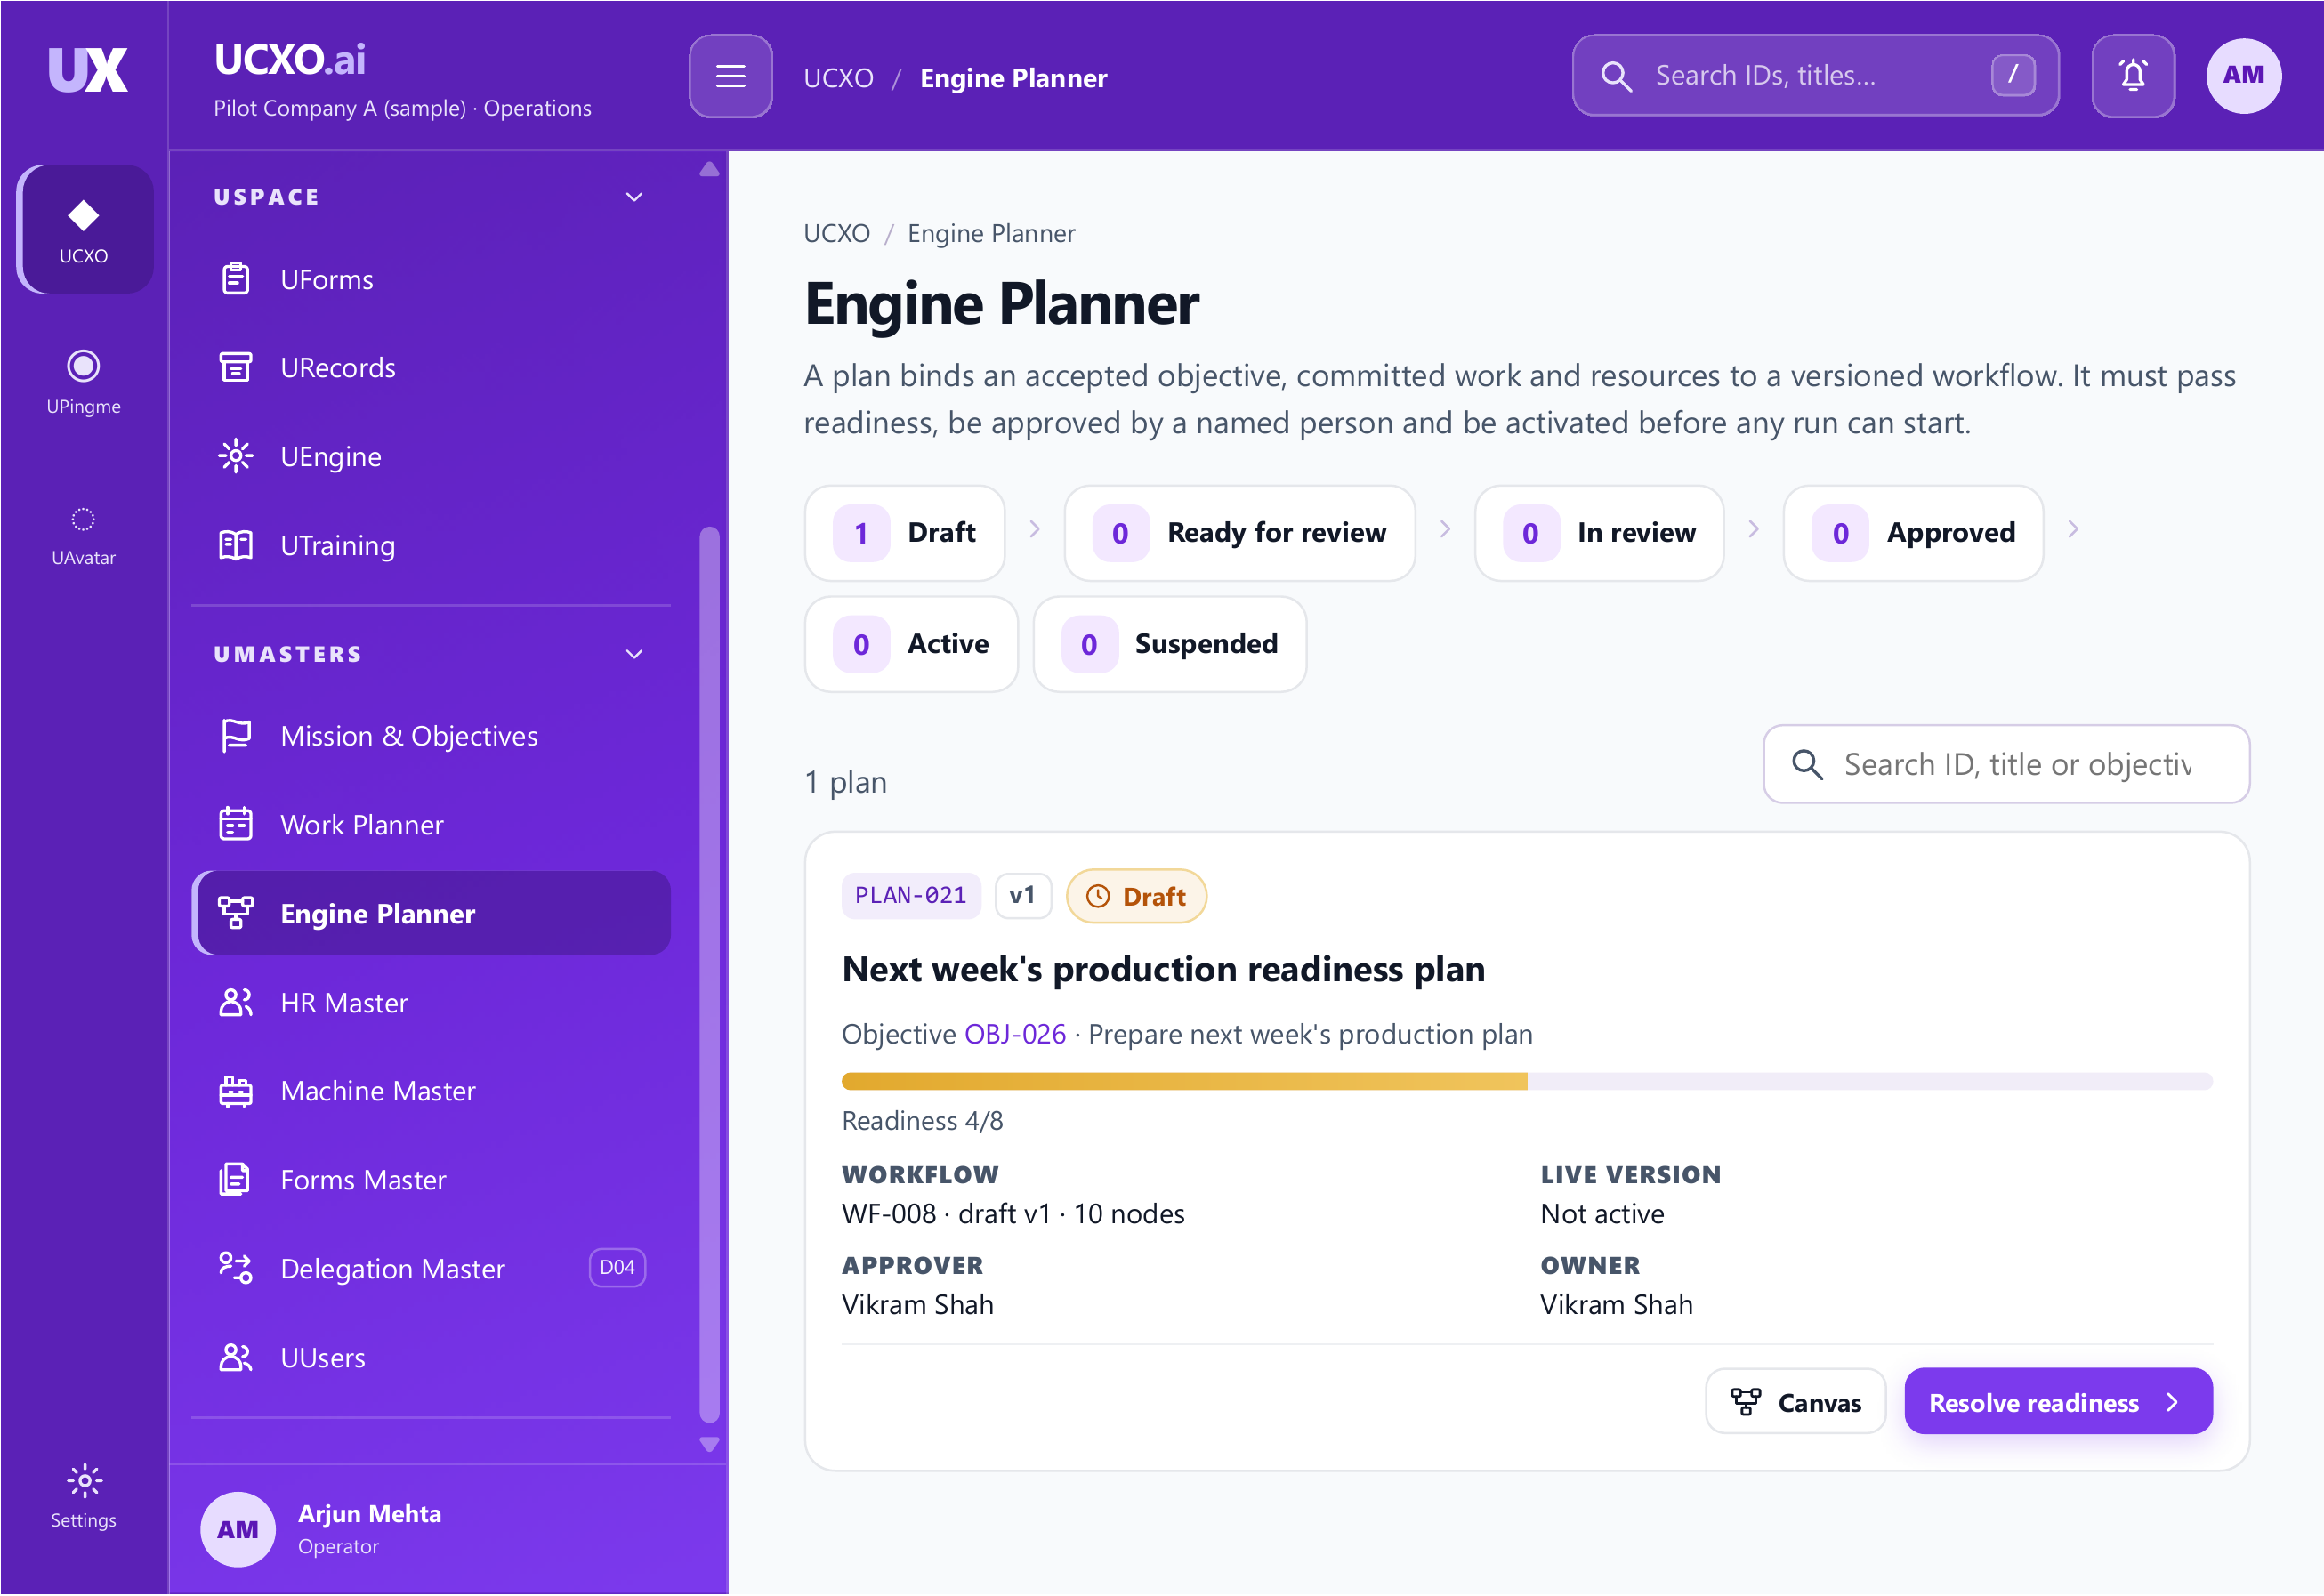 UX
UCXO.ai
Pilot Company A (sample) · Operations
UCXO / Engine Planner
Search IDs, titles...
/
AM
UCXO
UPingme
UAvatar
Settings
USPACE
UForms
URecords
UEngine
UTraining
UMASTERS
Mission & Objectives
Work Planner
Engine Planner
HR Master
Machine Master
Forms Master
Delegation Master D04
UUsers
AM
Arjun Mehta
Operator
UCXO / Engine Planner
Engine Planner
A plan binds an accepted objective, committed work and resources to a versioned workflow. It must pass
readiness, be approved by a named person and be activated before any run can start.
1 Draft
0 Ready for review
0 In review
0 Approved
0 Active
0 Suspended
1 plan
Search ID, title or objectiv
PLAN-021 v1 Draft
Next week's production readiness plan
Objective OBJ-026 · Prepare next week's production plan
Readiness 4/8
WORKFLOW
WF-008 · draft v1 · 10 nodes
LIVE VERSION
Not active
APPROVER
Vikram Shah
OWNER
Vikram Shah
Canvas
Resolve readiness